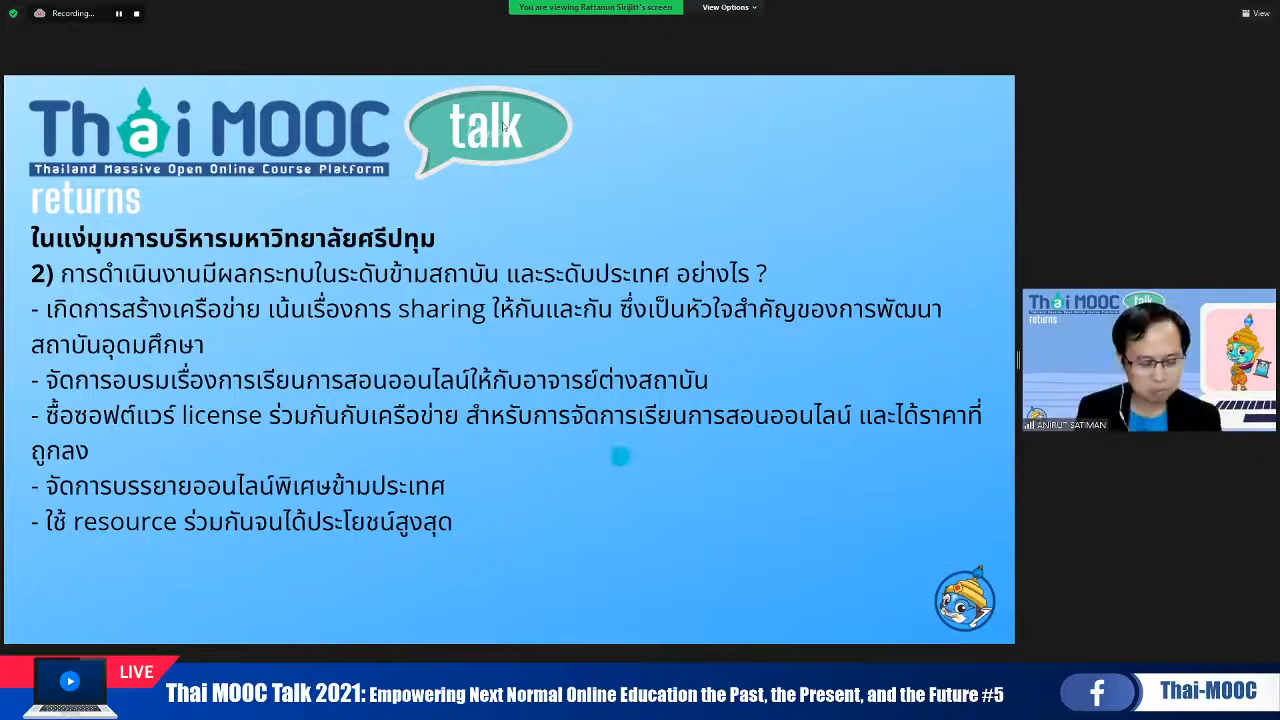 Recording...
You are viewing Rattanun Sirijitt's screen
View Options
View
Thai MOOC talk
Thailand Massive Open Online Course Platform
returns
ในแง่มุมการบริหารมหาวิทยาลัยศรีปทุม
2) การดำเนินงานมีผลกระทบในระดับข้ามสถาบัน และระดับประเทศ อย่างไร ?
- เกิดการสร้างเครือข่าย เน้นเรื่องการ sharing ให้กันและกัน ซึ่งเป็นหัวใจสำคัญของการพัฒนา
สถาบันอุดมศึกษา
- จัดการอบรมเรื่องการเรียนการสอนออนไลน์ให้กับอาจารย์ต่างสถาบัน
- ซื้อซอฟต์แวร์ license ร่วมกันกับเครือข่าย สำหรับการจัดการเรียนการสอนออนไลน์ และได้ราคาที่
ถูกลง
- จัดการบรรยายออนไลน์พิเศษข้ามประเทศ
- ใช้ resource ร่วมกันจนได้ประโยชน์สูงสุด
Thai MOOC talk
returns
ANIRUT SATIMAN
LIVE
Thai MOOC Talk 2021: Empowering Next Normal Online Education the Past, the Present, and the Future #5
Thai-MOOC